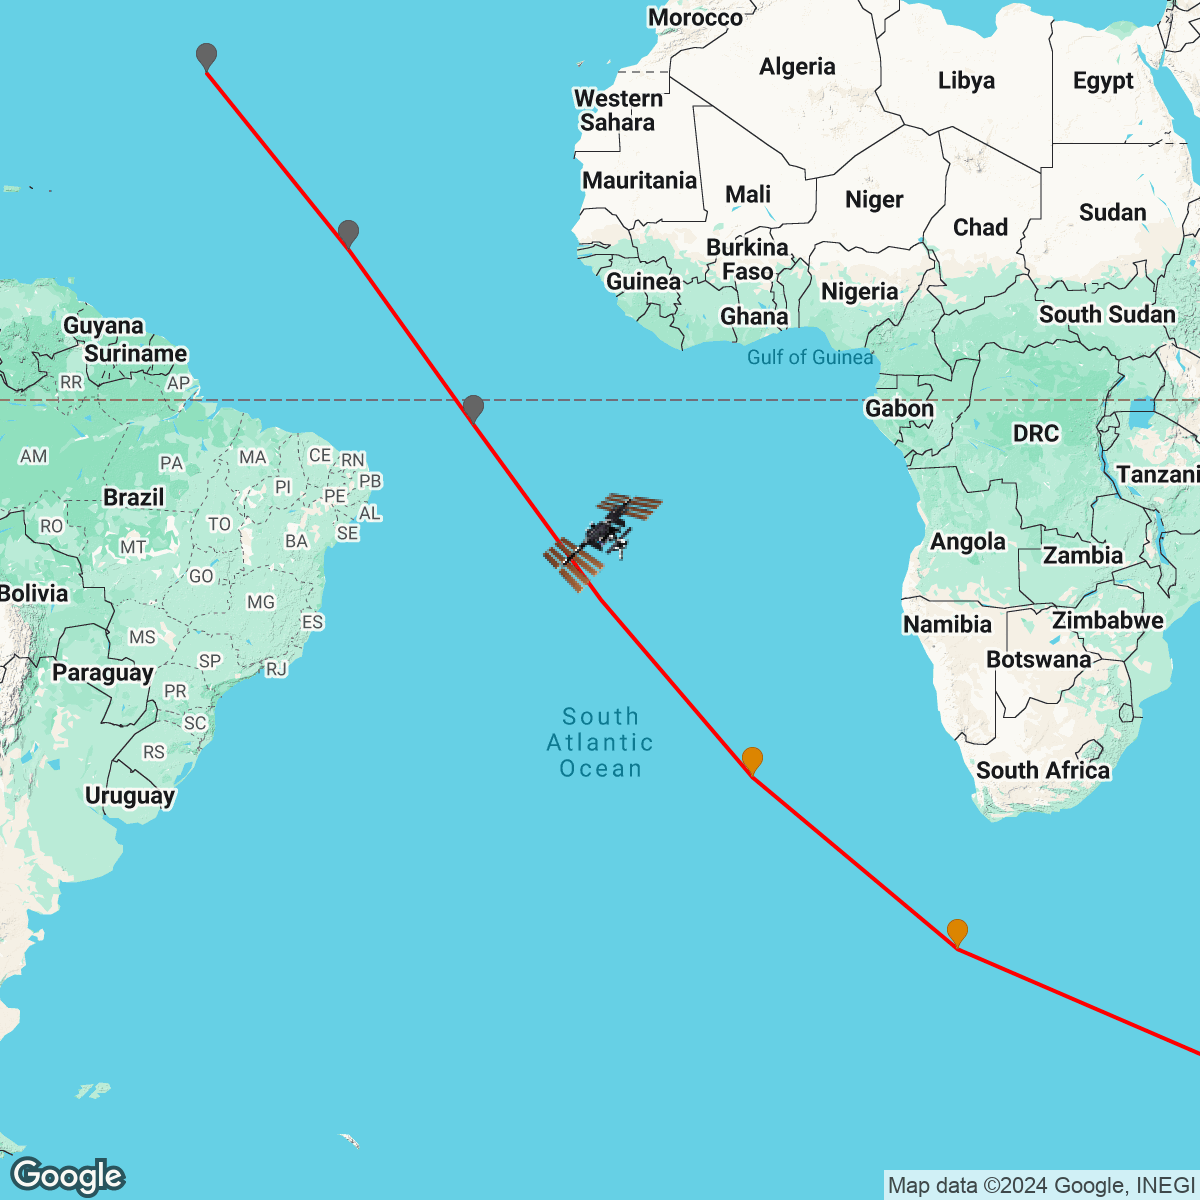 Morocco
Algeria
Libya
Egypt
Western
Sahara
Mauritania
Mali
Niger
Chad
Sudan
Burkina
Faso
Guinea
Nigeria
Ghana
South Sudan
Guyana
Suriname
Gulf of Guinea
RR
AP
Gabon
DRC
AM
PA
MA
CE
RN
PI
PB
Tanzani
Brazil
PE
AL
RO
TO
SE
MT
BA
Angola
Zambia
GO
Bolivia
MG
ES
Namibia
Zimbabwe
MS
SP
RJ
Botswana
Paraguay
PR
SC
South
Atlantic
Ocean
RS
South Africa
Uruguay
Google
Map data ©2024 Google, INEGI